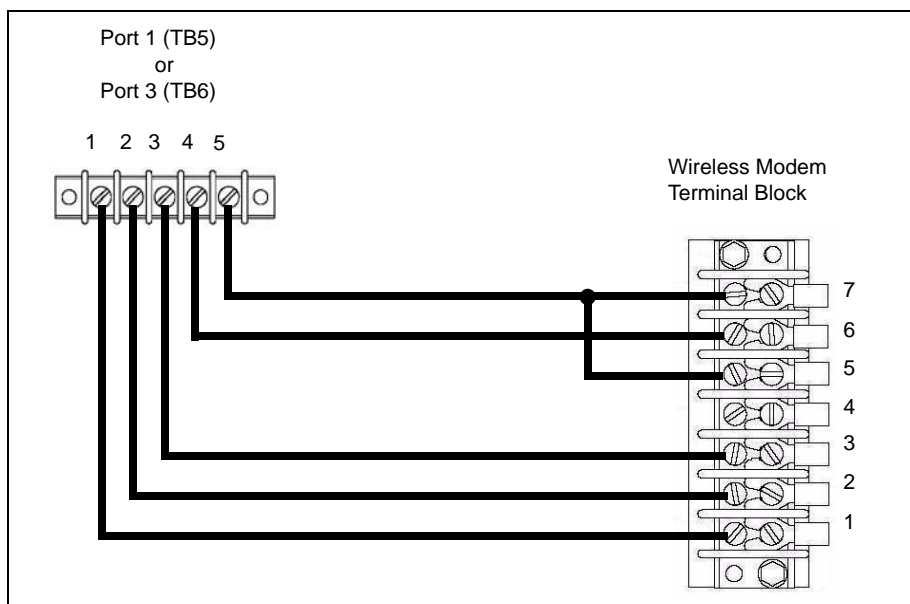 Port 1 (TB5)
or
Port 3 (TB6)
1 2 3 4 5
Wireless Modem
Terminal Block
7
6
5
4
3
2
1